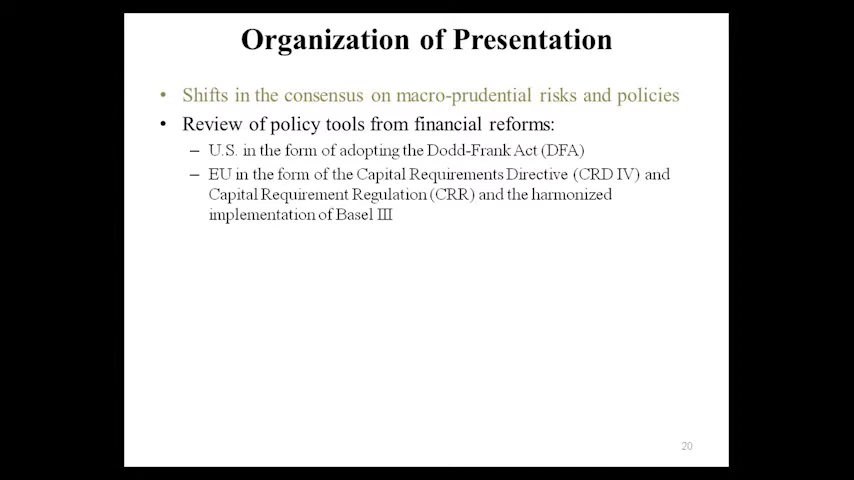 Organization of Presentation
• Shifts in the consensus on macro-prudential risks and policies
• Review of policy tools from financial reforms:
– U.S. in the form of adopting the Dodd-Frank Act (DFA)
– EU in the form of the Capital Requirements Directive (CRD IV) and
Capital Requirement Regulation (CRR) and the harmonized
implementation of Basel III
20